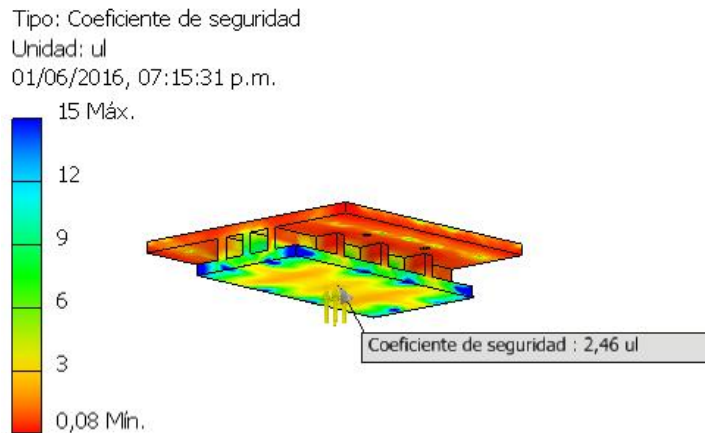 Tipo: Coeficiente de seguridad
Unidad: ul
01/06/2016, 07:15:31 p.m.
15 Máx.
12
9
6
3
0,08 Mín.
Coeficiente de seguridad : 2,46 ul